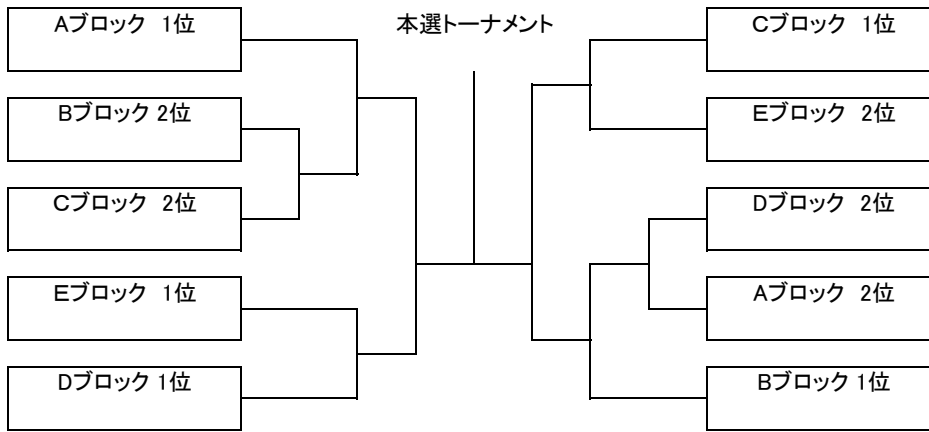 Aブロック 1位
本選トーナメント
Cブロック 1位
Bブロック 2位
Eブロック 2位
Cブロック 2位
Dブロック 2位
Eブロック 1位
Aブロック 2位
Dブロック 1位
Bブロック 1位